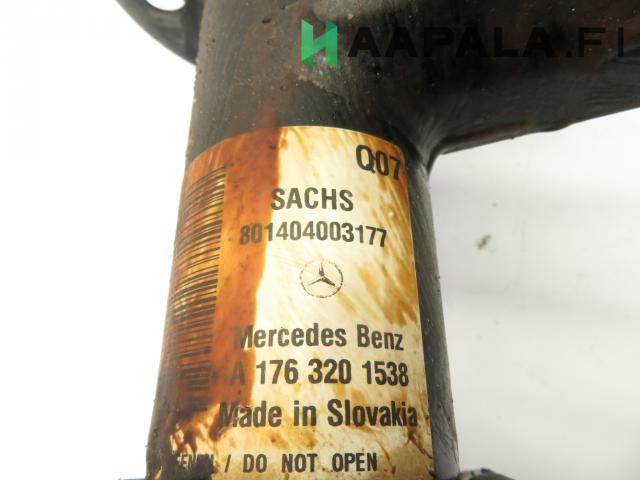 HAAPALA.FI
Q07
SACHS
801404003177
Mercedes Benz
A 176 320 1538
Made in Slovakia
/ DO NOT OPEN